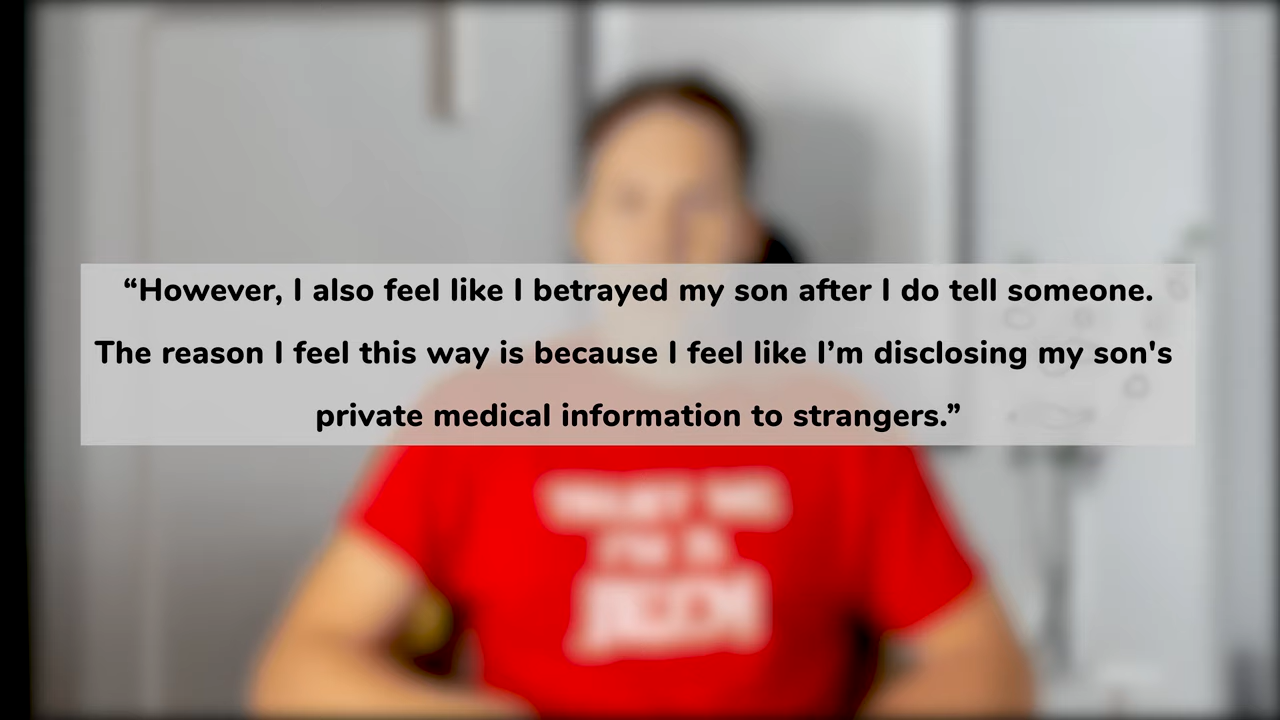 “However, I also feel like I betrayed my son after I do tell someone.
The reason I feel this way is because I feel like I’m disclosing my son's
private medical information to strangers.”